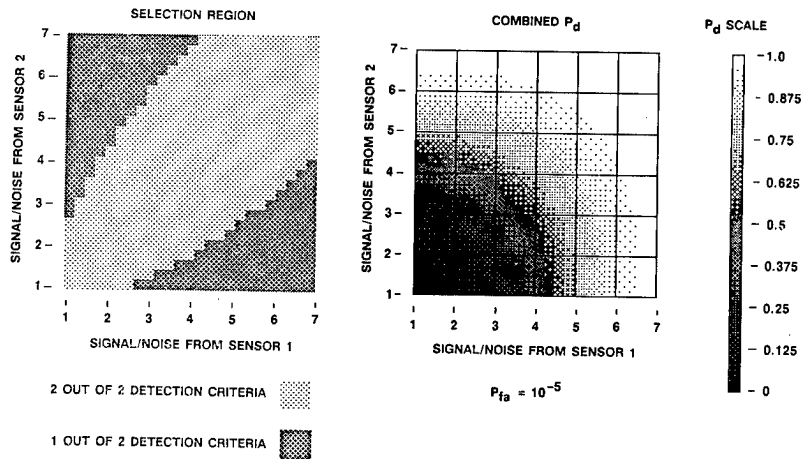 SELECTION REGION
7
6
5
4
3
2
1
SIGNAL/NOISE FROM SENSOR 2
1 2 3 4 5 6 7
SIGNAL/NOISE FROM SENSOR 1
2 OUT OF 2 DETECTION CRITERIA
1 OUT OF 2 DETECTION CRITERIA
COMBINED Pd
7
6
5
4
3
2
1
SIGNAL/NOISE FROM SENSOR 2
1 2 3 4 5 6 7
SIGNAL/NOISE FROM SENSOR 1
Pfa = 10-5
Pd SCALE
1.0
0.875
0.75
0.625
0.5
0.375
0.25
0.125
0